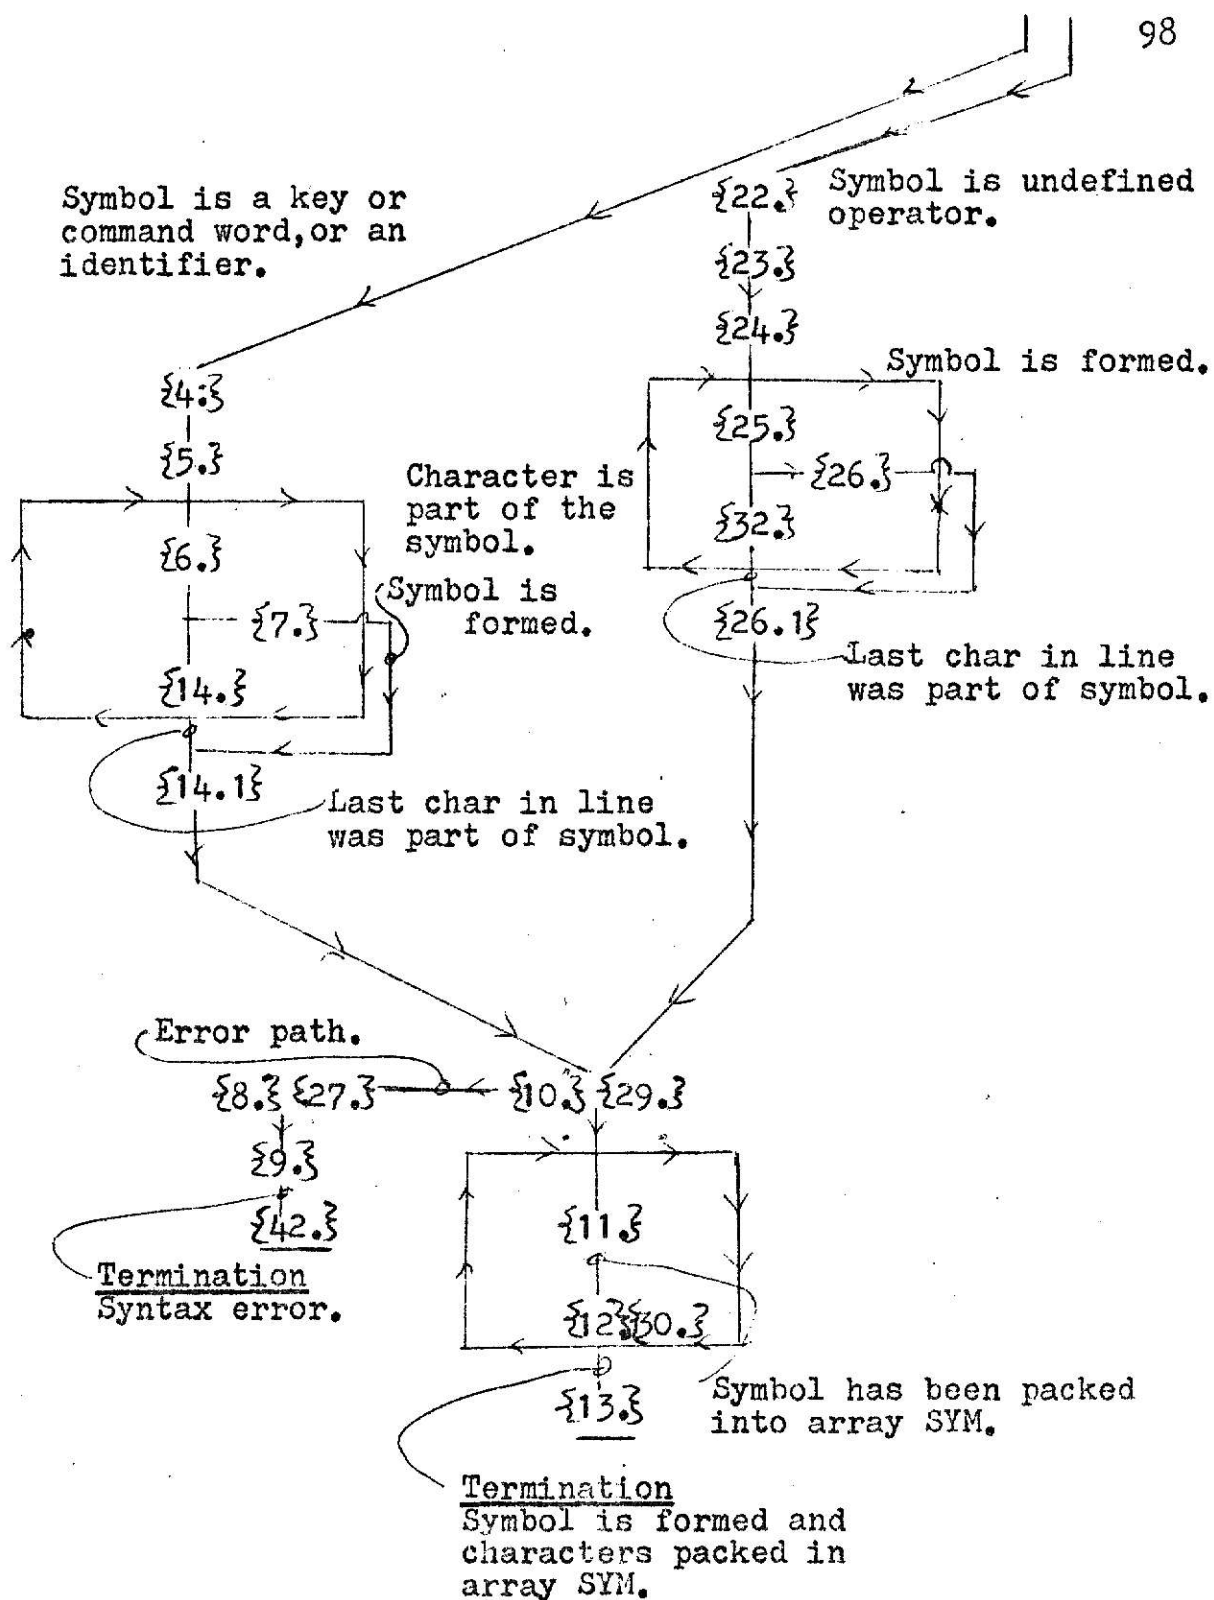 98
Symbol is a key or
command word,or an
identifier.
{22.}
Symbol is undefined
operator.
{23.}
{24.}
Symbol is formed.
{4.}
{5.}
{25.}
{26.}
{32.}
Character is
part of the
symbol.
{6.}
Symbol is
formed.
{7.}
{26.1}
{14.}
Last char in line
was part of symbol.
{14.1}
Last char in line
was part of symbol.
Error path.
{8.} {27.}
{10.} {29.}
{9.}
{42.}
{11.}
Termination
Syntax error.
{12} {30.}
{13.}
Symbol has been packed
into array SYM.
Termination
Symbol is formed and
characters packed in
array SYM.